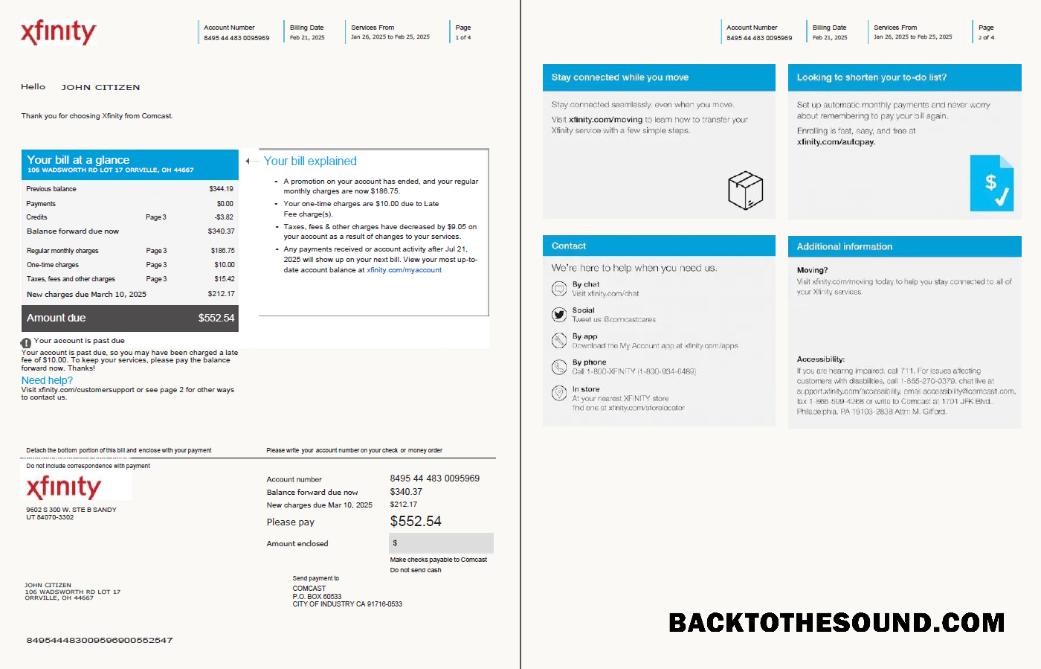 xfinity
Account Number
8495 44 483 0095969
Billing Date
Feb 21, 2025
Services From
Jan 26, 2025 to Feb 25, 2025
Page
1 of 4
Hello JOHN CITIZEN
Thank you for choosing Xfinity from Comcast.
Your bill at a glance
106 WADSWORTH RD LOT 17 ORRVILLE, OH 44667
Previous balance $344.19
Payments $0.00
Credits Page 3 -$3.82
Balance forward due now $340.37
Regular monthly charges Page 3 $186.75
One-time charges Page 3 $10.00
Taxes, fees and other charges Page 3 $15.42
New charges due March 10, 2025 $212.17
Amount due $552.54
Your account is past due
Your account is past due, so you may have been charged a late
fee of $10.00. To keep your services, please pay the balance
forward now. Thanks!
Need help?
Visit xfinity.com/customersupport or see page 2 for other ways
to contact us.
Your bill explained
• A promotion on your account has ended, and your regular
monthly charges are now $186.75.
• Your one-time charges are $10.00 due to Late
Fee charge(s).
• Taxes, fees & other charges have decreased by $9.05 on
your account as a result of changes to your services.
• Any payments received or account activity after Jul 21,
2025 will show up on your next bill. View your most up-to-
date account balance at xfinity.com/myaccount
Detach the bottom portion of this bill and enclose with your payment
Please write your account number on your check or money order
Do not include correspondence with payment
xfinity
9602 S 300 W. STE B SANDY
UT 84070-3302
Account number 8495 44 483 0095969
Balance forward due now $340.37
New charges due Mar 10, 2025 $212.17
Please pay $552.54
Amount enclosed $
Make checks payable to Comcast
Do not send cash
JOHN CITIZEN
106 WADSWORTH RD LOT 17
ORRVILLE, OH 44667
Send payment to
COMCAST
P.O. BOX 60533
CITY OF INDUSTRY CA 91716-0533
849544483009596900552547
Account Number
8495 44 483 0095969
Billing Date
Feb 21, 2025
Services From
Jan 26, 2025 to Feb 25, 2025
Page
2 of 4
Stay connected while you move
Stay connected seamlessly, even when you move.
Visit xfinity.com/moving to learn how to transfer your
Xfinity service with a few simple steps.
Looking to shorten your to-do list?
Set up automatic monthly payments and never worry
about remembering to pay your bill again.
Enrolling is fast, easy, and free at
xfinity.com/autopay.
$
Contact
We're here to help when you need us.
By chat
Visit xfinity.com/chat
Social
Tweet us @comcastcares
By app
Download the My Account app at xfinity.com/apps
By phone
Call 1-800-XFINITY (1-800-934-6489)
In store
At your nearest XFINITY store
find one at xfinity.com/storelocator
Additional information
Moving?
Visit xfinity.com/moving today to help you stay connected to all of
your Xfinity services.
Accessibility:
If you are hearing impaired, call 711. For issues affecting
customers with disabilities, call 1-855-270-0379, chat live at
support.xfinity.com/accessibility, email accessibility@comcast.com,
fax 1-866-599-4268 or write to Comcast at 1701 JFK Blvd.,
Philadelphia, PA 19103-2838 Attn: M. Gifford.
BACKTOTHESOUND.COM